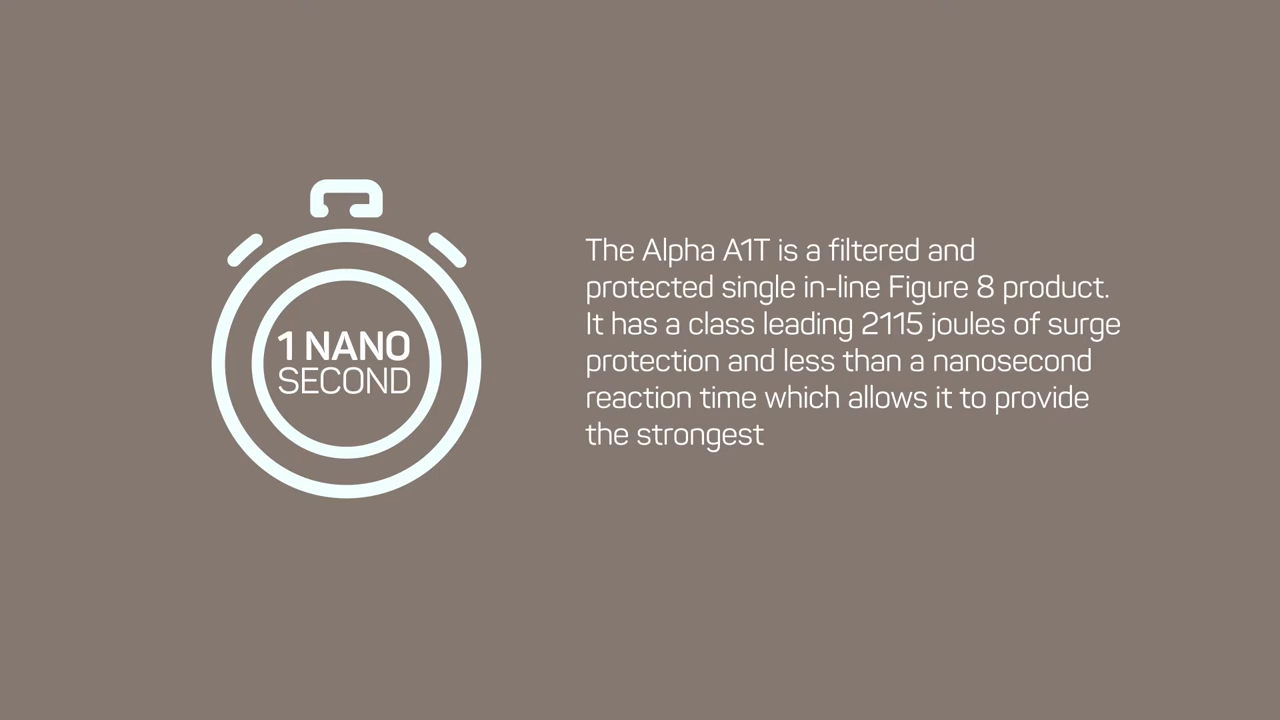 1 NANO
SECOND
The Alpha A1T is a filtered and
protected single in-line Figure 8 product.
It has a class leading 2115 joules of surge
protection and less than a nanosecond
reaction time which allows it to provide
the strongest